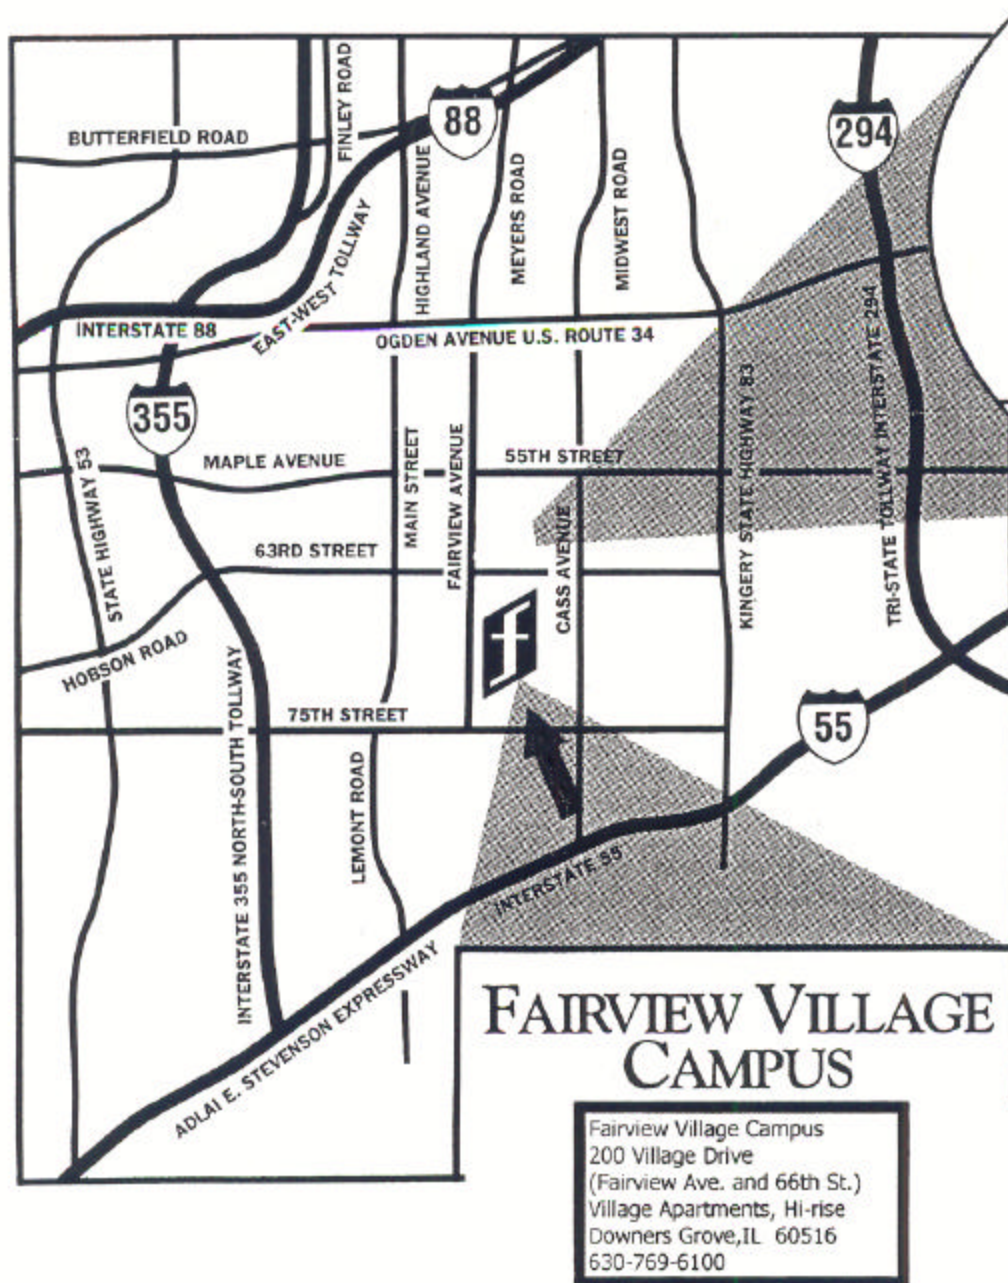 FINLEY ROAD
88
294
BUTTERFIELD ROAD
HIGHLAND AVENUE
MEYERS ROAD
MIDWEST ROAD
EAST-WEST TOLLWAY
INTERSTATE 88
OGDEN AVENUE U.S. ROUTE 34
TRI-STATE TOLLWAY INTERSTATE 294
355
KINGERY STATE HIGHWAY 83
MAPLE AVENUE
55TH STREET
STATE HIGHWAY 53
MAIN STREET
FAIRVIEW AVENUE
CASS AVENUE
63RD STREET
f
HOBSON ROAD
75TH STREET
55
INTERSTATE 355 NORTH-SOUTH TOLLWAY
LEMONT ROAD
INTERSTATE 55
ADLAI E. STEVENSON EXPRESSWAY
FAIRVIEW VILLAGE
CAMPUS
Fairview Village Campus
200 Village Drive
(Fairview Ave. and 66th St.)
Village Apartments, Hi-rise
Downers Grove,IL 60516
630-769-6100